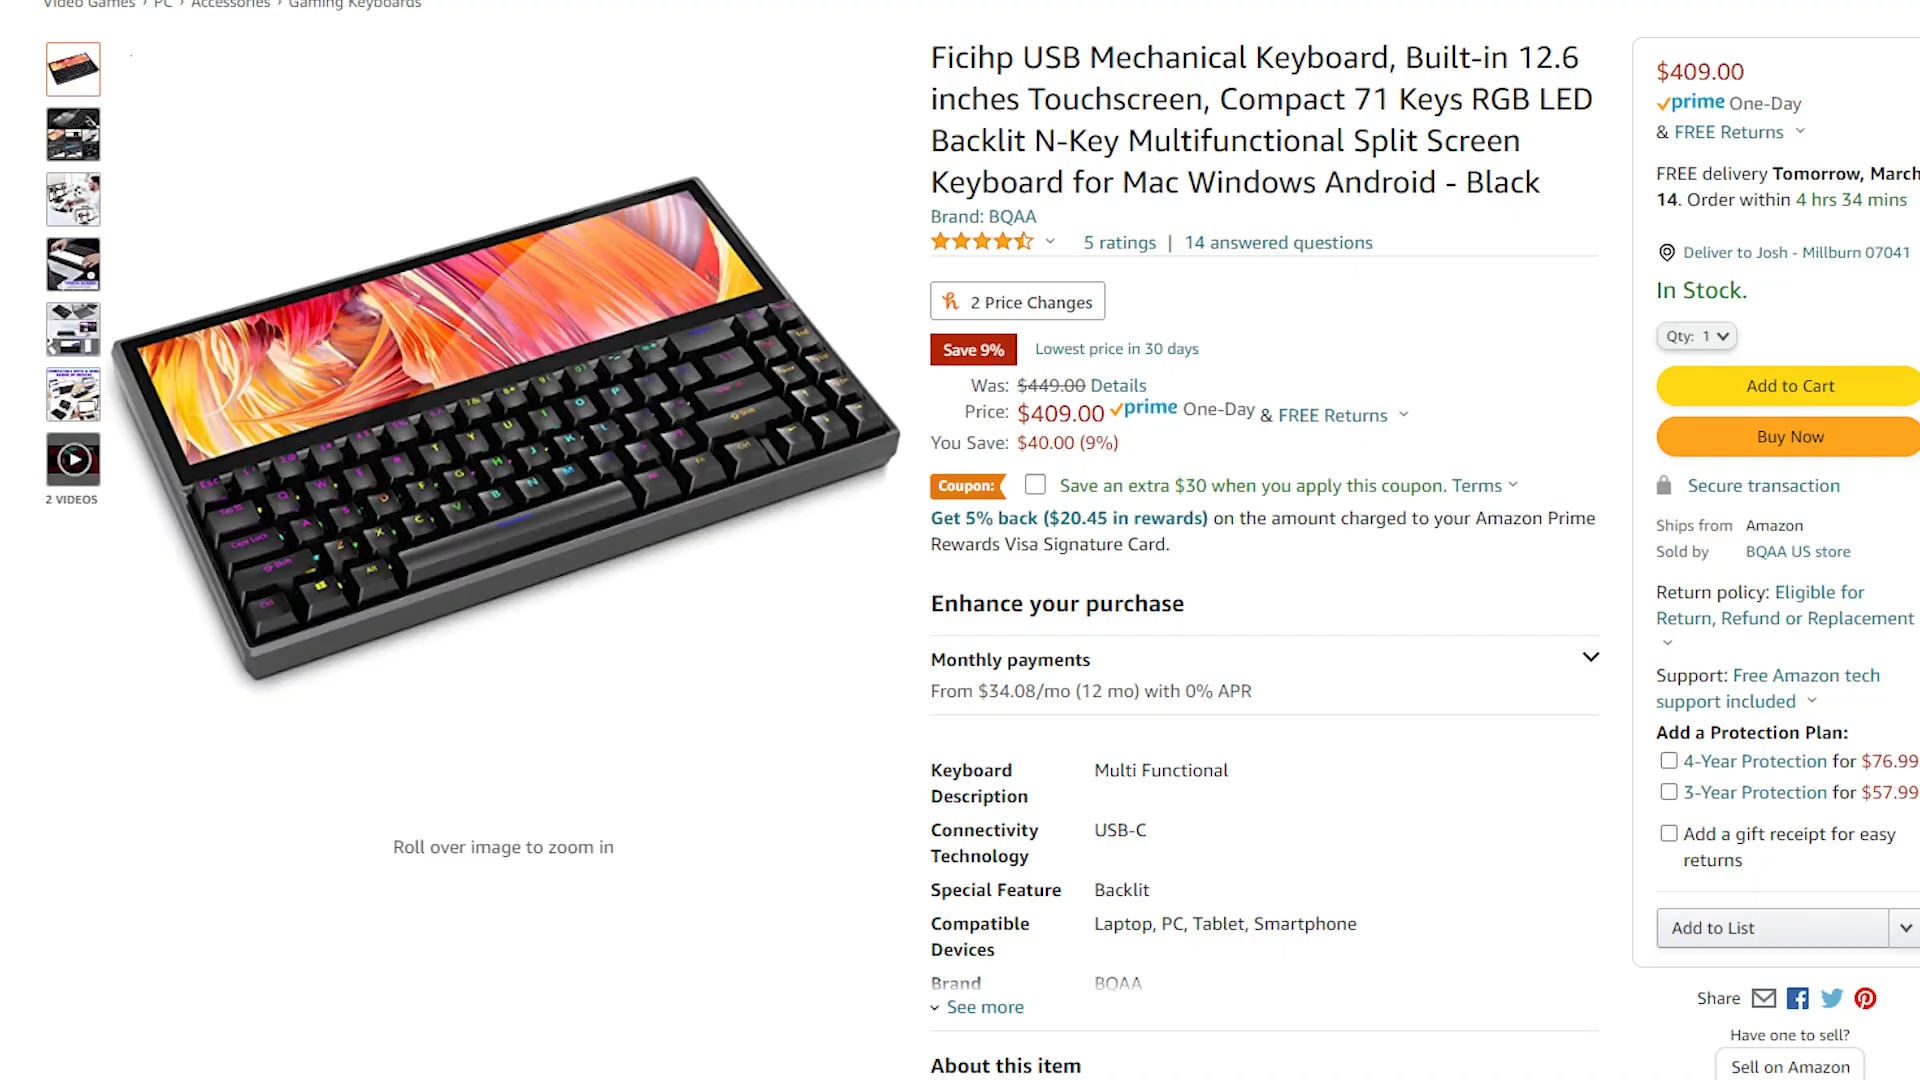 Video Games › PC › Accessories › Gaming Keyboards
Ficihp USB Mechanical Keyboard, Built-in 12.6
inches Touchscreen, Compact 71 Keys RGB LED
Backlit N-Key Multifunctional Split Screen
Keyboard for Mac Windows Android - Black
Brand: BQAA
5 ratings | 14 answered questions
2 Price Changes
Save 9% Lowest price in 30 days
Was: $449.00 Details
Price: $409.00 prime One-Day & FREE Returns
You Save: $40.00 (9%)
Coupon: Save an extra $30 when you apply this coupon. Terms
Get 5% back ($20.45 in rewards) on the amount charged to your Amazon Prime
Rewards Visa Signature Card.
Enhance your purchase
Monthly payments
From $34.08/mo (12 mo) with 0% APR
Keyboard
Description
Multi Functional
Connectivity
Technology
USB-C
Special Feature Backlit
Compatible
Devices
Laptop, PC, Tablet, Smartphone
Brand BQAA
See more
About this item
2 VIDEOS
Roll over image to zoom in
$409.00
prime One-Day
& FREE Returns
FREE delivery Tomorrow, March
14. Order within 4 hrs 34 mins
Deliver to Josh - Millburn 07041
In Stock.
Qty: 1
Add to Cart
Buy Now
Secure transaction
Ships from Amazon
Sold by BQAA US store
Return policy: Eligible for
Return, Refund or Replacement
Support: Free Amazon tech
support included
Add a Protection Plan:
4-Year Protection for $76.99
3-Year Protection for $57.99
Add a gift receipt for easy
returns
Add to List
Share
Have one to sell?
Sell on Amazon